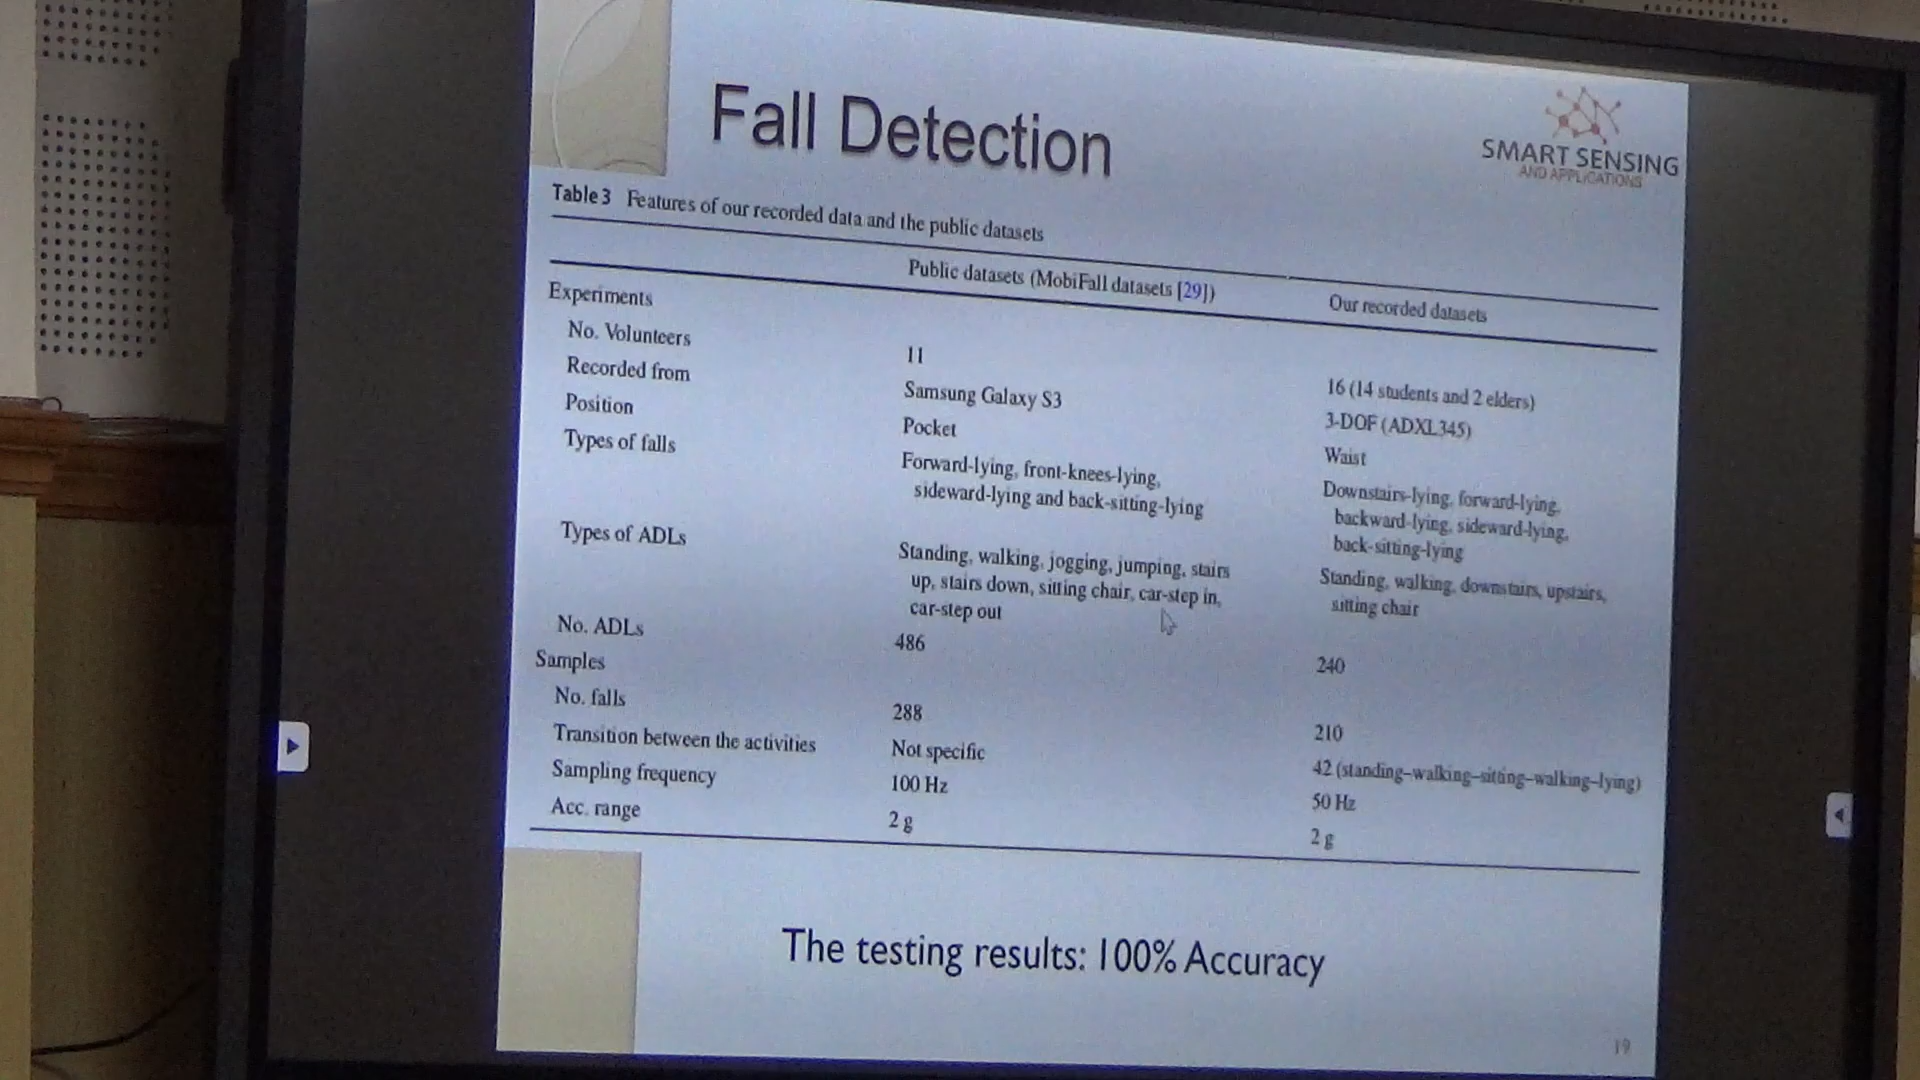 Fall Detection
SMART SENSING
AND APPLICATIONS
Table 3 Features of our recorded data and the public datasets
Public datasets (MobiFall datasets [29]) Our recorded datasets
Experiments
No. Volunteers 11 16 (14 students and 2 elders)
Recorded from Samsung Galaxy S3 3-DOF (ADXL345)
Position Pocket Waist
Types of falls Forward-lying, front-knees-lying, Downstairs-lying, forward-lying,
sideward-lying and back-sitting-lying backward-lying, sideward-lying,
back-sitting-lying
Types of ADLs Standing, walking, jogging, jumping, stairs Standing, walking, downstairs, upstairs,
up, stairs down, sitting chair, car-step in, sitting chair
car-step out
No. ADLs 486 240
Samples
No. falls 288 210
Transition between the activities Not specific 42 (standing–walking–sitting–walking–lying)
Sampling frequency 100 Hz 50 Hz
Acc. range 2 g 2 g
The testing results: 100% Accuracy
19